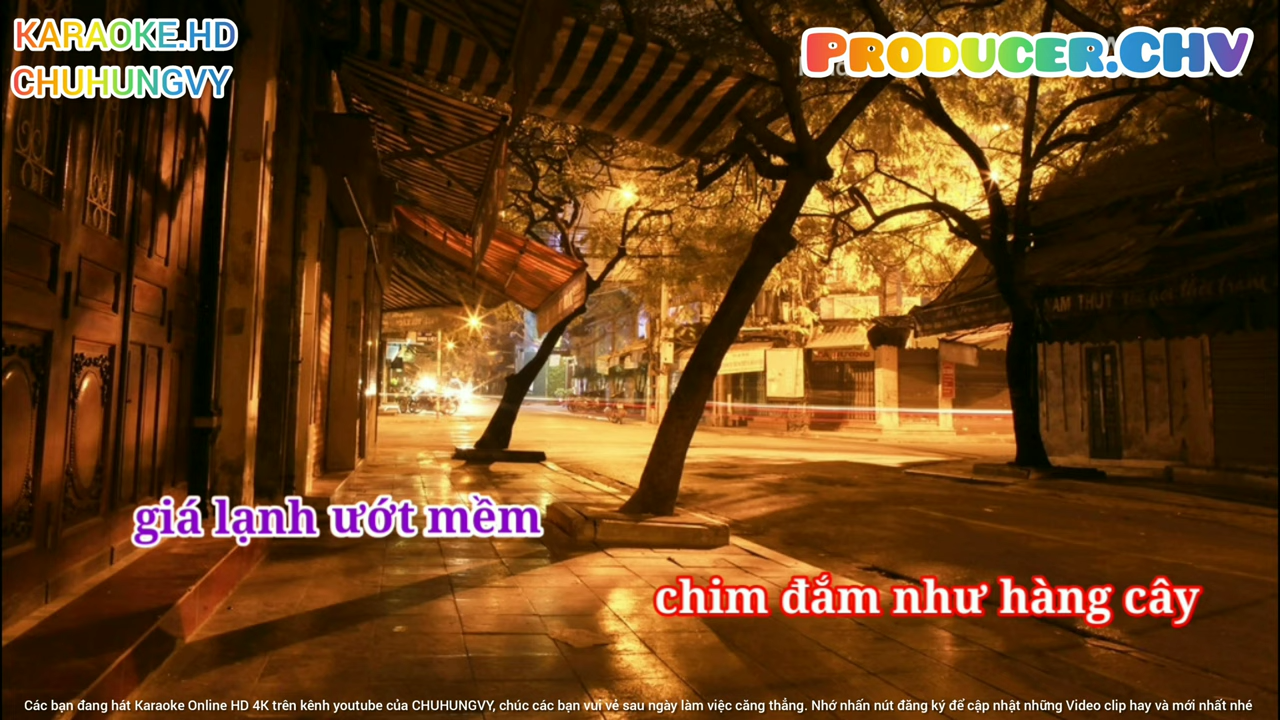 KARAOKE.HD
CHUHUNGVY
PRODUCER.CHV
NAM THUY
giá lạnh ướt mềm
chim đắm như hàng cây
Các bạn đang hát Karaoke Online HD 4K trên kênh youtube của CHUHUNGVY, chúc các bạn vui vẻ sau ngày làm việc căng thẳng. Nhớ nhấn nút đăng ký để cập nhật những Video clip hay và mới nhất nhé